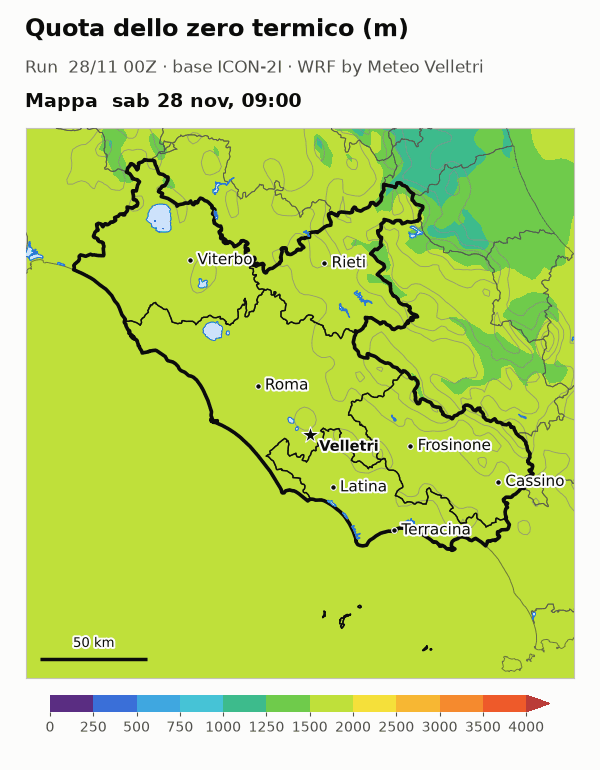 Quota dello zero termico (m)
Run  28/11 00Z · base ICON-2I · WRF by Meteo Velletri
Mappa  sab 28 nov, 09:00
Viterbo
Rieti
Roma
Velletri
Frosinone
Cassino
Latina
Terracina
50 km
0 250 500 750 1000 1250 1500 2000 2500 3000 3500 4000